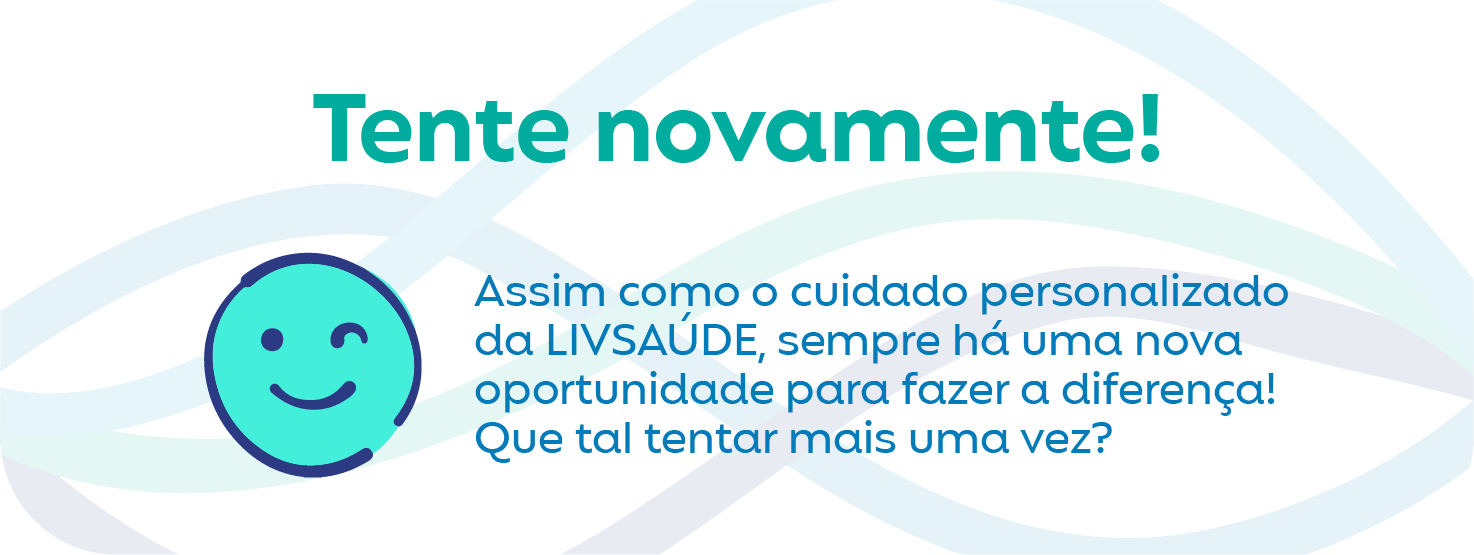 Tente novamente!
Assim como o cuidado personalizado
da LIVSAÚDE, sempre há uma nova
oportunidade para fazer a diferença!
Que tal tentar mais uma vez?